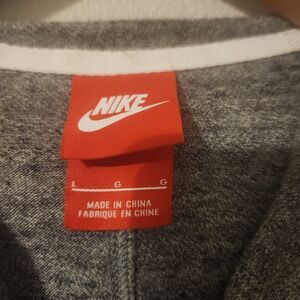 NIKE
L G G
MADE IN CHINA
FABRIQUE EN CHINE